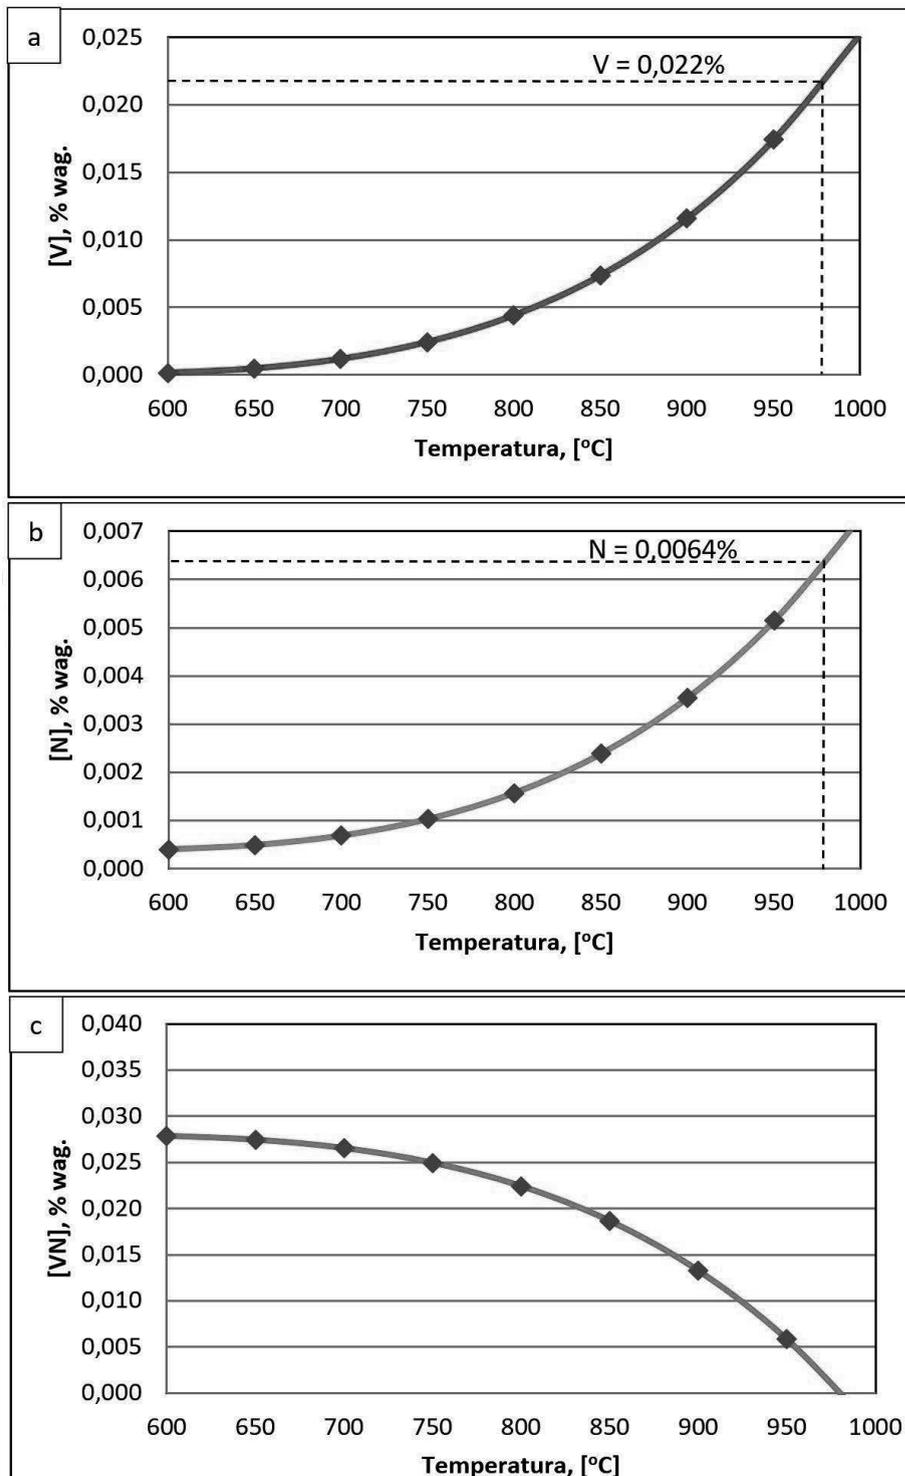 a
0,025
V = 0,022%
0,020
0,015
0,010
0,005
0,000
[V], % wag.
600 650 700 750 800 850 900 950 1000
Temperatura, [°C]
b
0,007
N = 0,0064%
0,006
0,005
0,004
0,003
0,002
0,001
0,000
[N], % wag.
600 650 700 750 800 850 900 950 1000
Temperatura, [°C]
c
0,040
0,035
0,030
0,025
0,020
0,015
0,010
0,005
0,000
[VN], % wag.
600 650 700 750 800 850 900 950 1000
Temperatura, [°C]